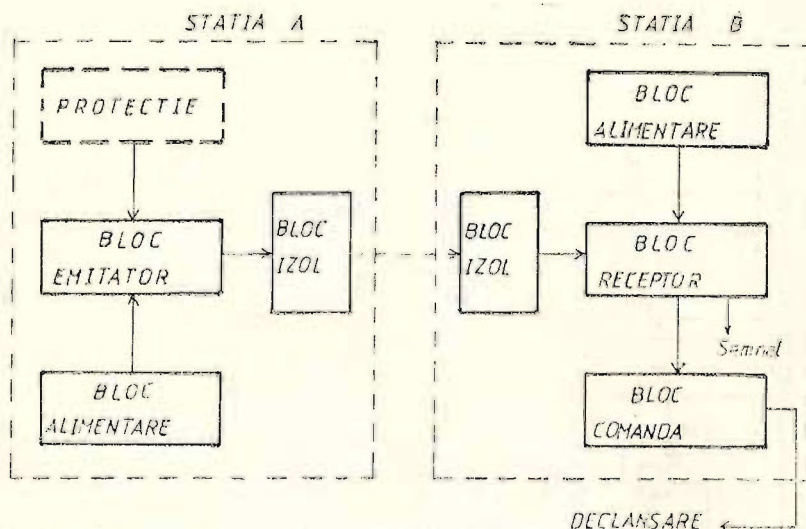 STATIA A
PROTECTIE
BLOC
EMITATOR
BLOC
IZOL
BLOC
ALIMENTARE
STATIA B
BLOC
ALIMENTARE
BLOC
IZOL
BLOC
RECEPTOR
Semnal
BLOC
COMANDA
DECLANSARE